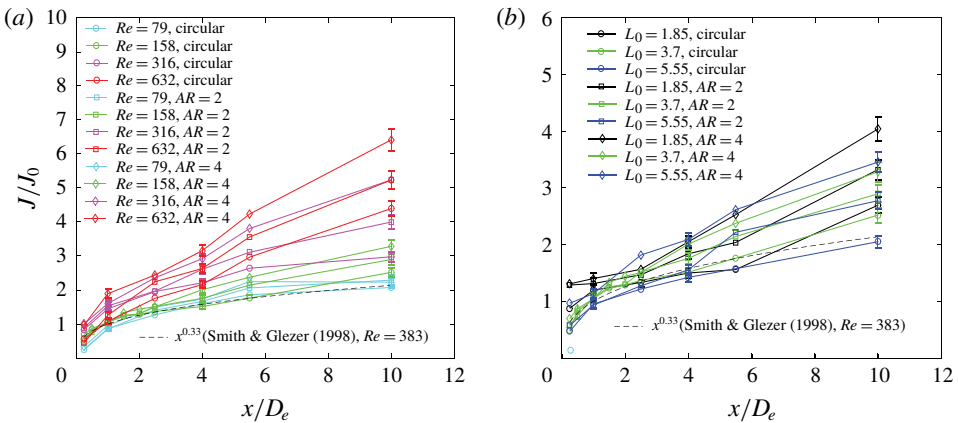 (a)
10
9
8
7
6
5
4
3
2
1
0
J/J₀
Re = 79, circular
Re = 158, circular
Re = 316, circular
Re = 632, circular
Re = 79, AR = 2
Re = 158, AR = 2
Re = 316, AR = 2
Re = 632, AR = 2
Re = 79, AR = 4
Re = 158, AR = 4
Re = 316, AR = 4
Re = 632, AR = 4
x^0.33(Smith & Glezer (1998), Re = 383)
2 4 6 8 10 12
x/Dₑ
(b)
6
5
4
3
2
1
0
L₀ = 1.85, circular
L₀ = 3.7, circular
L₀ = 5.55, circular
L₀ = 1.85, AR = 2
L₀ = 3.7, AR = 2
L₀ = 5.55, AR = 2
L₀ = 1.85, AR = 4
L₀ = 3.7, AR = 4
L₀ = 5.55, AR = 4
x^0.33(Smith & Glezer (1998), Re = 383)
2 4 6 8 10 12
x/Dₑ